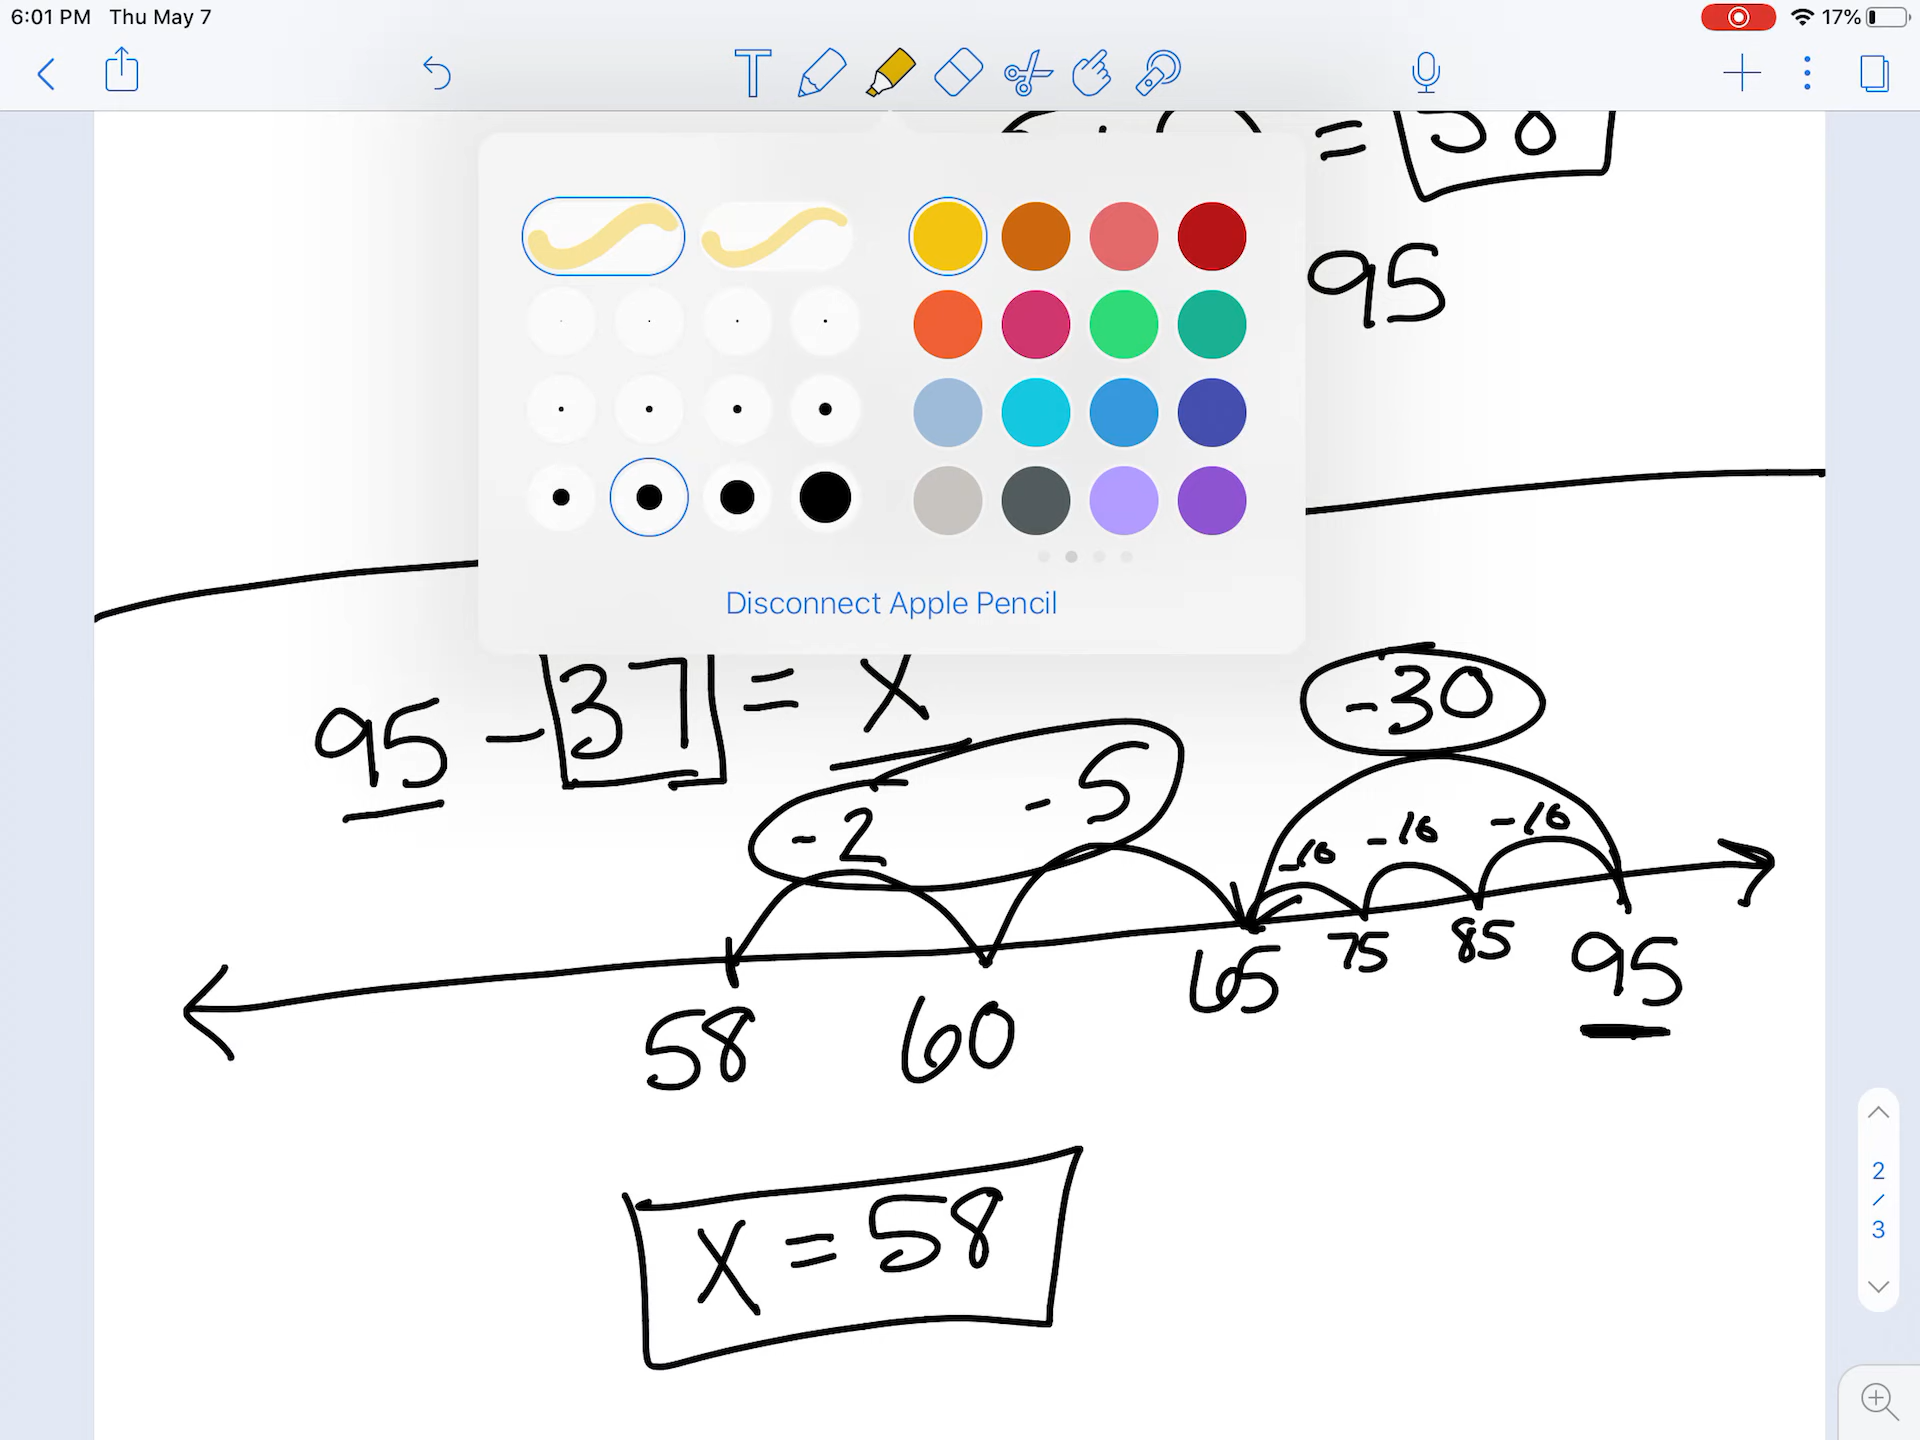 6:01 PM Thu May 7
17%
T
= 58
95
Disconnect Apple Pencil
95 - 37 = X
-30
-2 -5 -10 -10 -10
58 60 65 75 85 95
X = 58
2
/
3